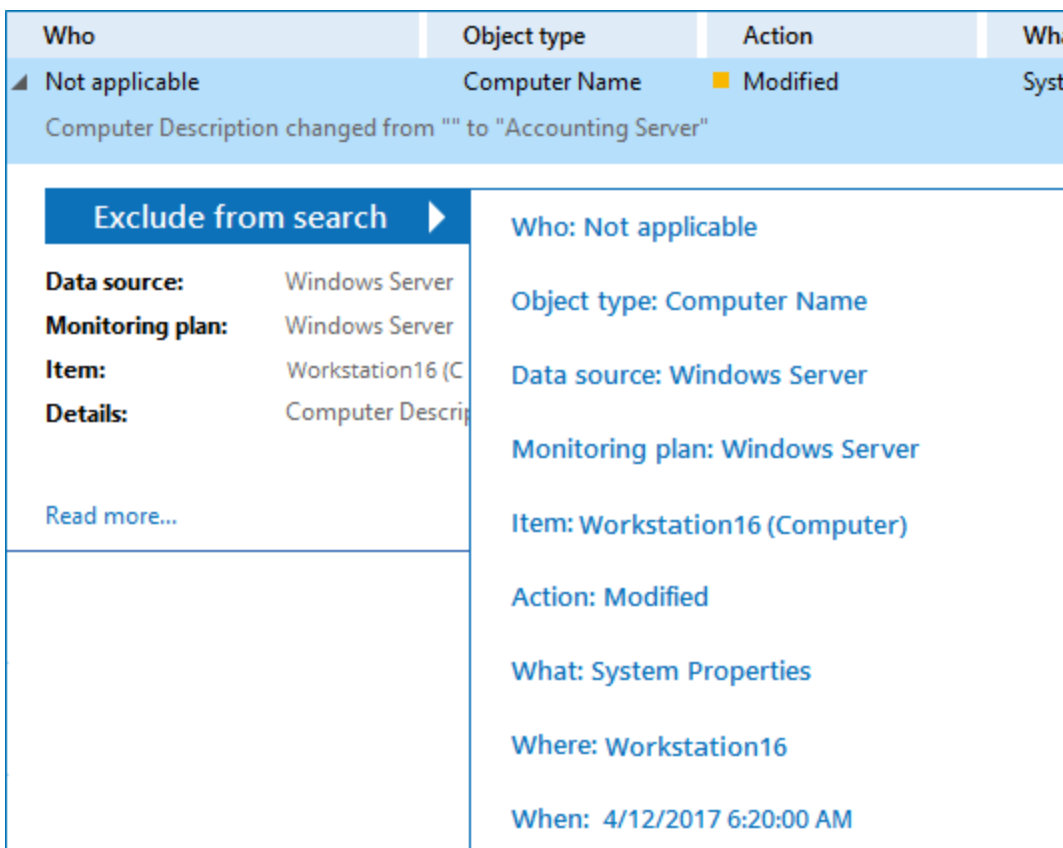 Who Object type Action Wha
Not applicable Computer Name Modified Syst
Computer Description changed from "" to "Accounting Server"
Exclude from search
Data source: Windows Server
Monitoring plan: Windows Server
Item: Workstation16 (C
Details: Computer Descrip
Read more...
Who: Not applicable
Object type: Computer Name
Data source: Windows Server
Monitoring plan: Windows Server
Item: Workstation16 (Computer)
Action: Modified
What: System Properties
Where: Workstation16
When: 4/12/2017 6:20:00 AM